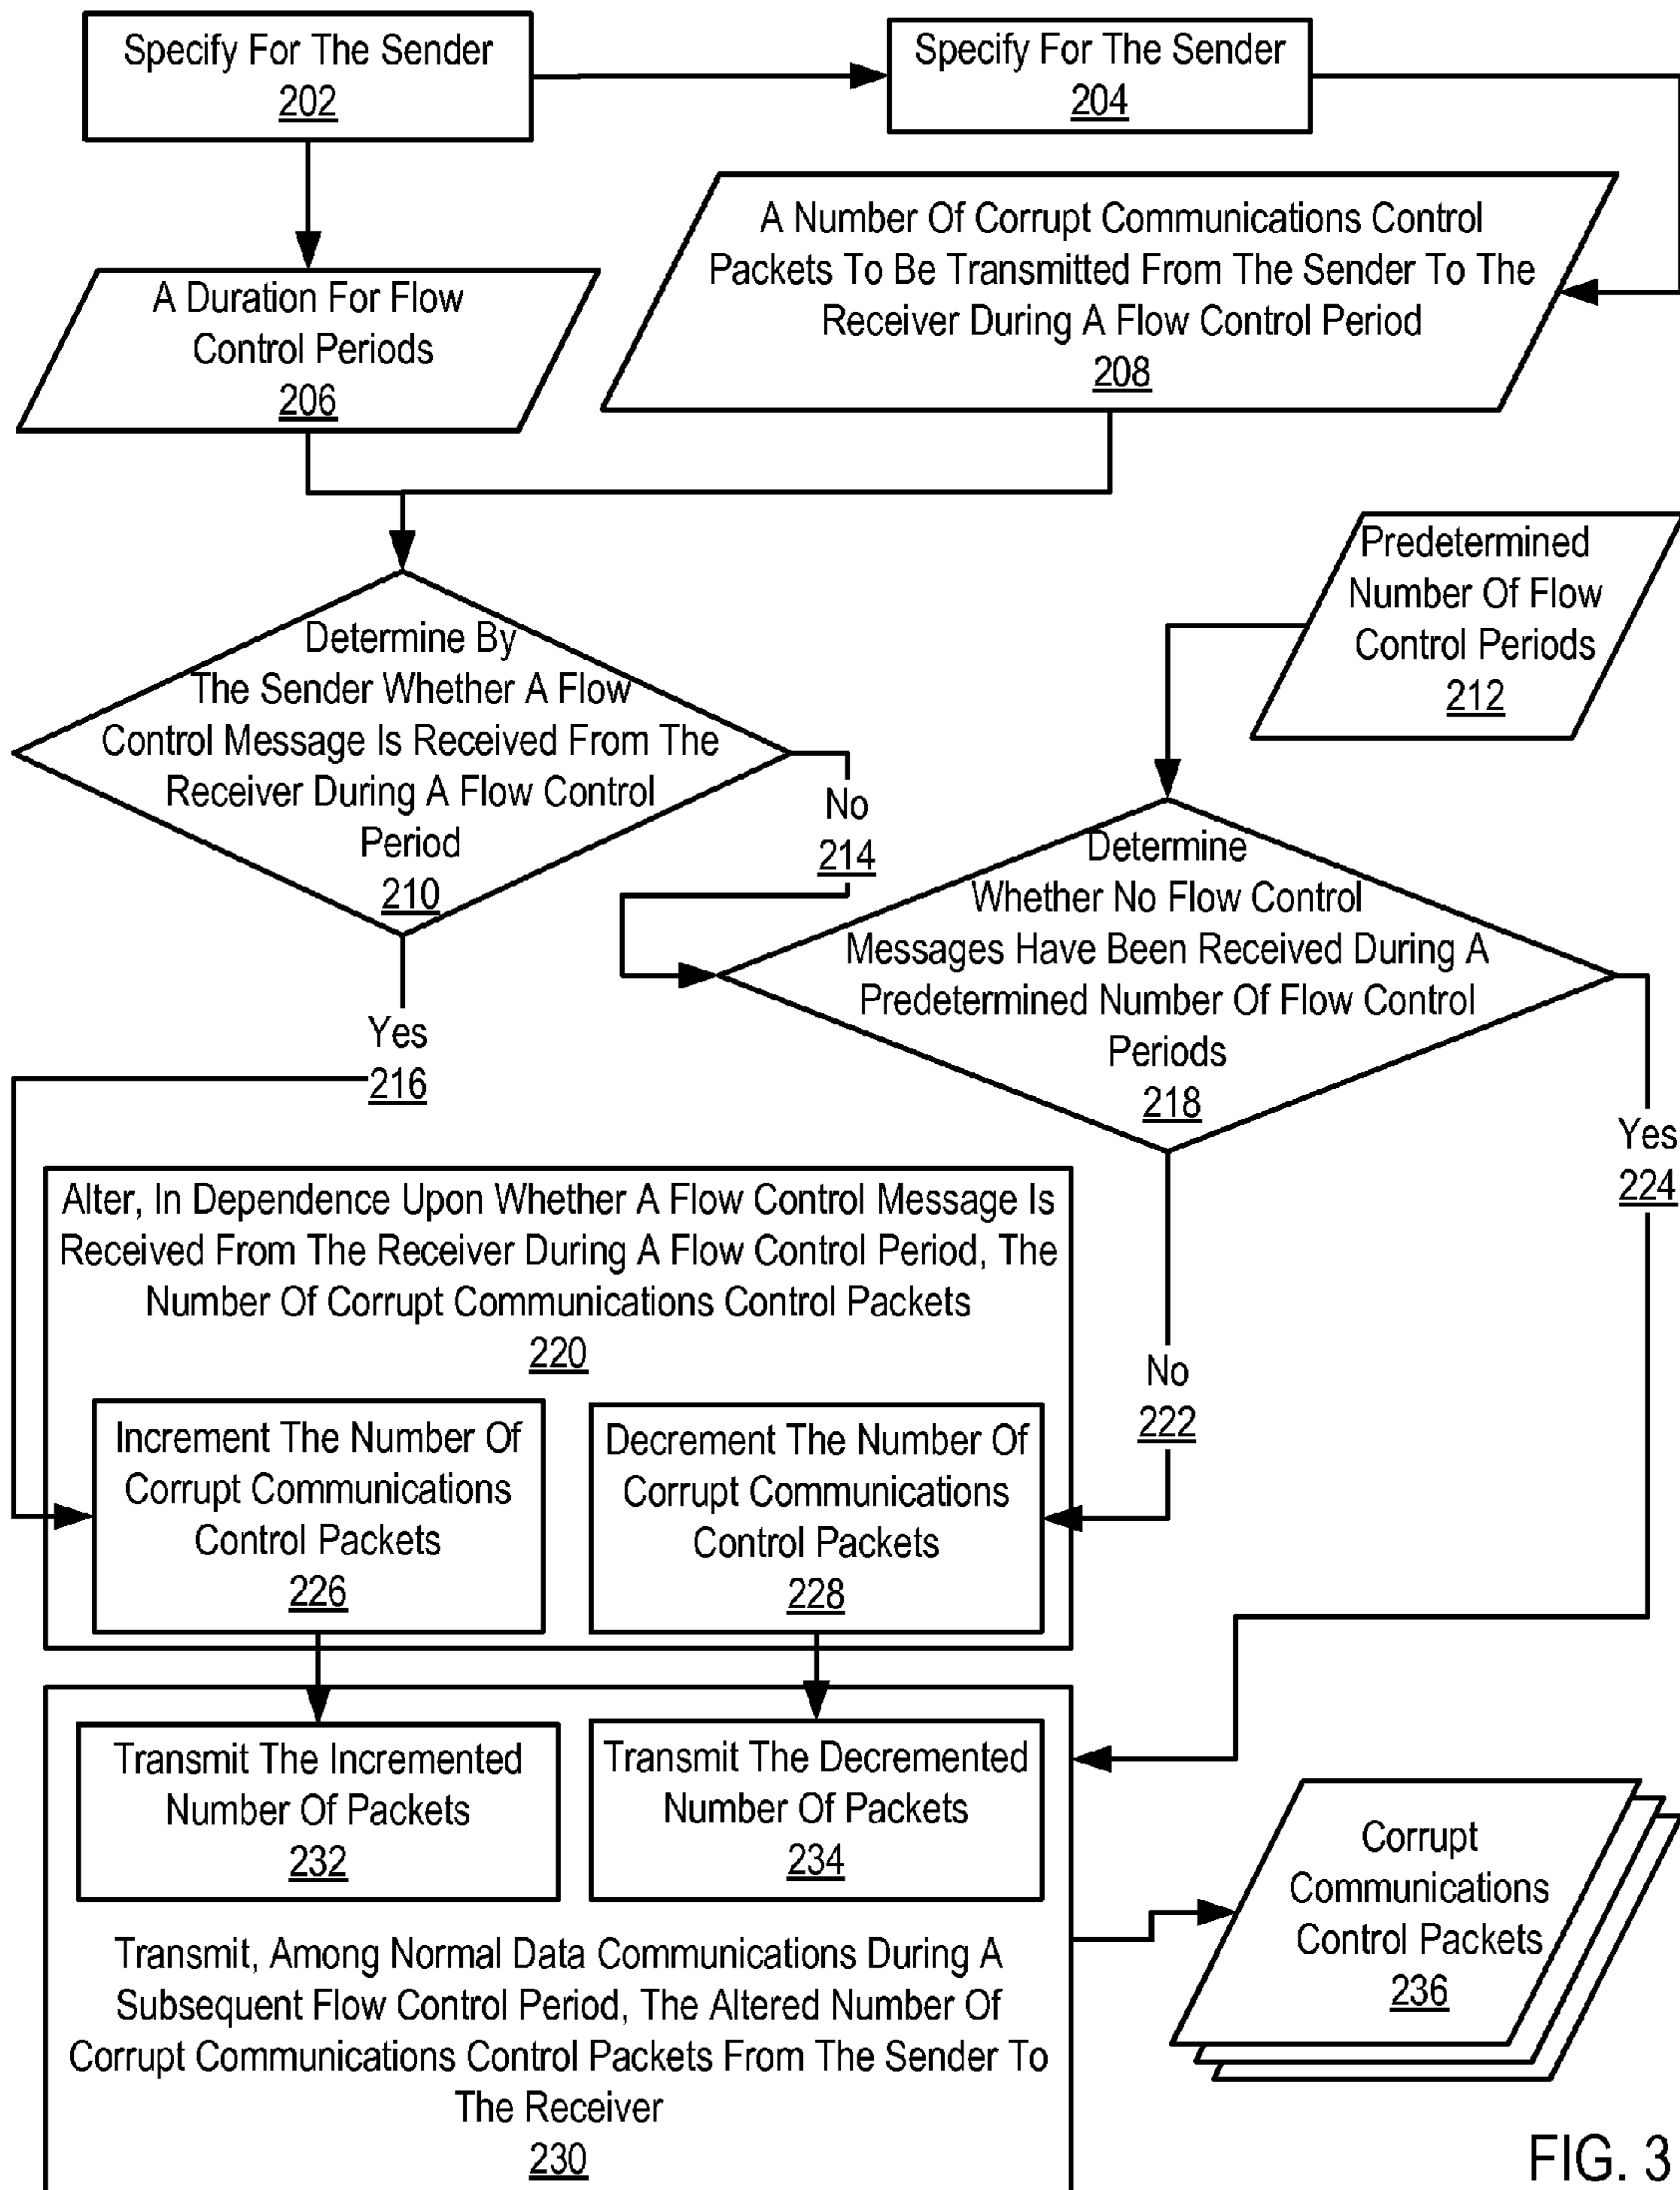 Specify For The Sender
202
Specify For The Sender
204
A Number Of Corrupt Communications Control
Packets To Be Transmitted From The Sender To The
Receiver During A Flow Control Period
208
A Duration For Flow
Control Periods
206
Predetermined
Number Of Flow
Control Periods
212
Determine By
The Sender Whether A Flow
Control Message Is Received From The
Receiver During A Flow Control
Period
210
No
214
Determine
Whether No Flow Control
Messages Have Been Received During A
Predetermined Number Of Flow Control
Periods
218
Yes
216
Yes
224
Alter, In Dependence Upon Whether A Flow Control Message Is
Received From The Receiver During A Flow Control Period, The
Number Of Corrupt Communications Control Packets
220
No
222
Increment The Number Of
Corrupt Communications
Control Packets
226
Decrement The Number Of
Corrupt Communications
Control Packets
228
Transmit The Incremented
Number Of Packets
232
Transmit The Decremented
Number Of Packets
234
Corrupt
Communications
Control Packets
236
Transmit, Among Normal Data Communications During A
Subsequent Flow Control Period, The Altered Number Of
Corrupt Communications Control Packets From The Sender To
The Receiver
230
FIG. 3